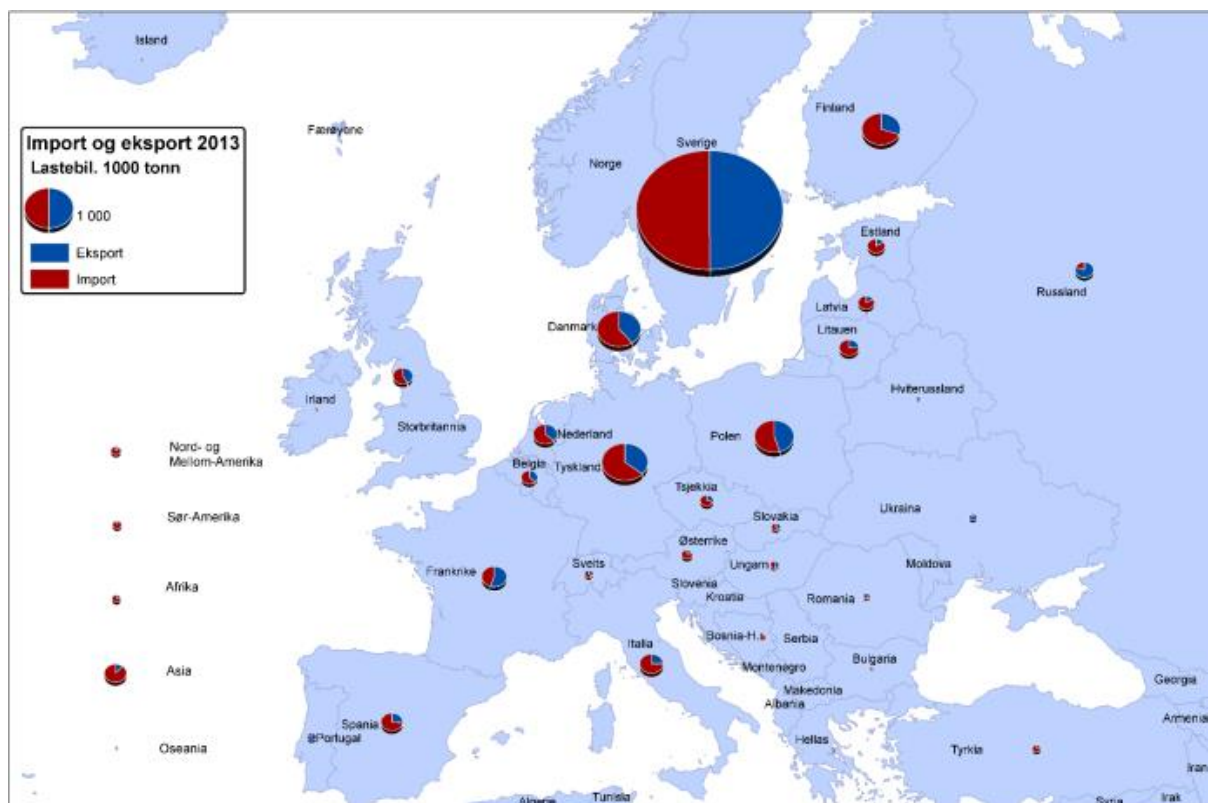 Island
Færøyene
Import og eksport 2013
Lastebil. 1000 tonn
1 000
Eksport
Import
Finland
Sverige
Norge
Estland
Russland
Latvia
Danmark
Litauen
Hviterussland
Irland
Storbritannia
Nederland
Polen
Belgia
Tyskland
Nord- og
Mellom-Amerika
Tsjekkia
Slovakia
Ukraina
Sør-Amerika
Østerrike
Frankrike
Sveits
Ungarn
Moldova
Slovenia
Kroatia
Romania
Afrika
Bosnia-H.
Serbia
Italia
Bulgaria
Montenegro
Asia
Georgia
Makedonia
Albania
Armenia
Spania
Portugal
Hellas
Tyrkia
Oseania
Iran
Algerie
Tunisia
Syria
Irak